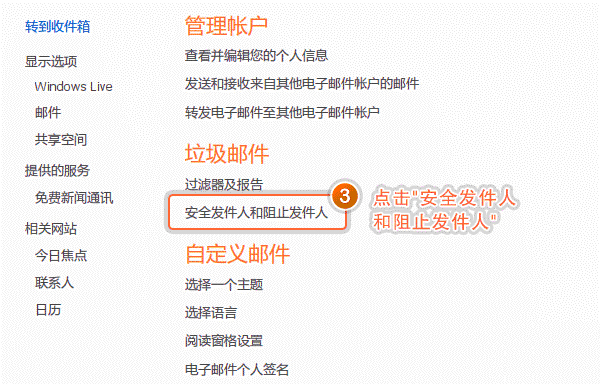 转到收件箱
显示选项
Windows Live
邮件
共享空间
提供的服务
免费新闻通讯
相关网站
今日焦点
联系人
日历
管理帐户
查看并编辑您的个人信息
发送和接收来自其他电子邮件帐户的邮件
转发电子邮件至其他电子邮件帐户
垃圾邮件
过滤器及报告
安全发件人和阻止发件人
3
点击"安全发件人
和阻止发件人"
自定义邮件
选择一个主题
选择语言
阅读窗格设置
电子邮件个人签名